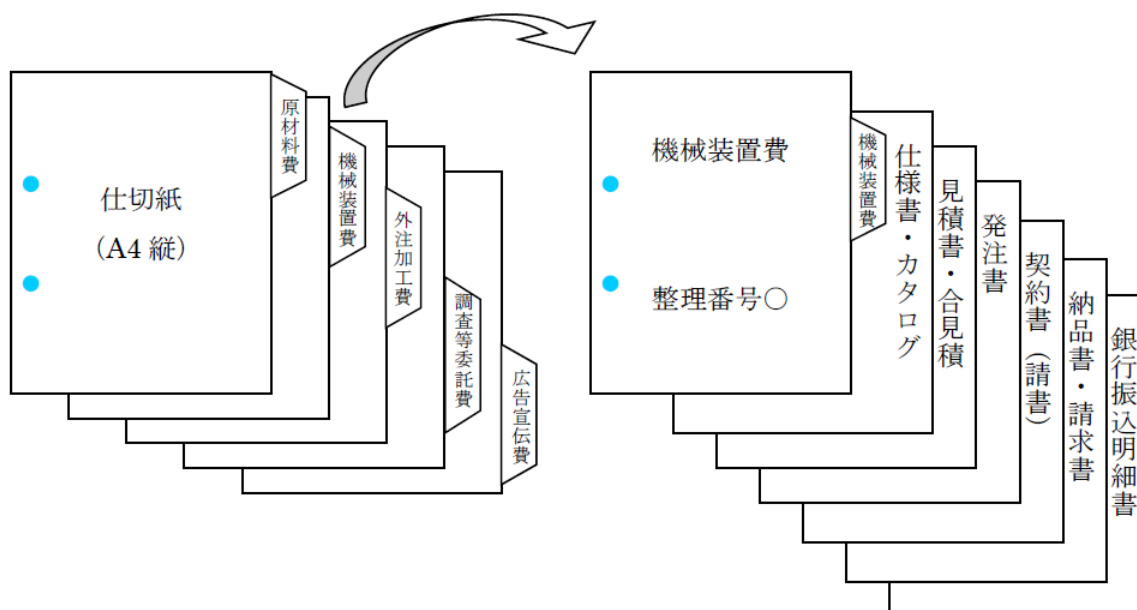 仕切紙
（A4 縦）
原材料費
機械装置費
外注加工費
調査等委託費
広告宣伝費
機械装置費
整理番号○
機械装置費
仕様書・カタログ
見積書・合見積
発注書
契約書（請書）
納品書・請求書
銀行振込明細書